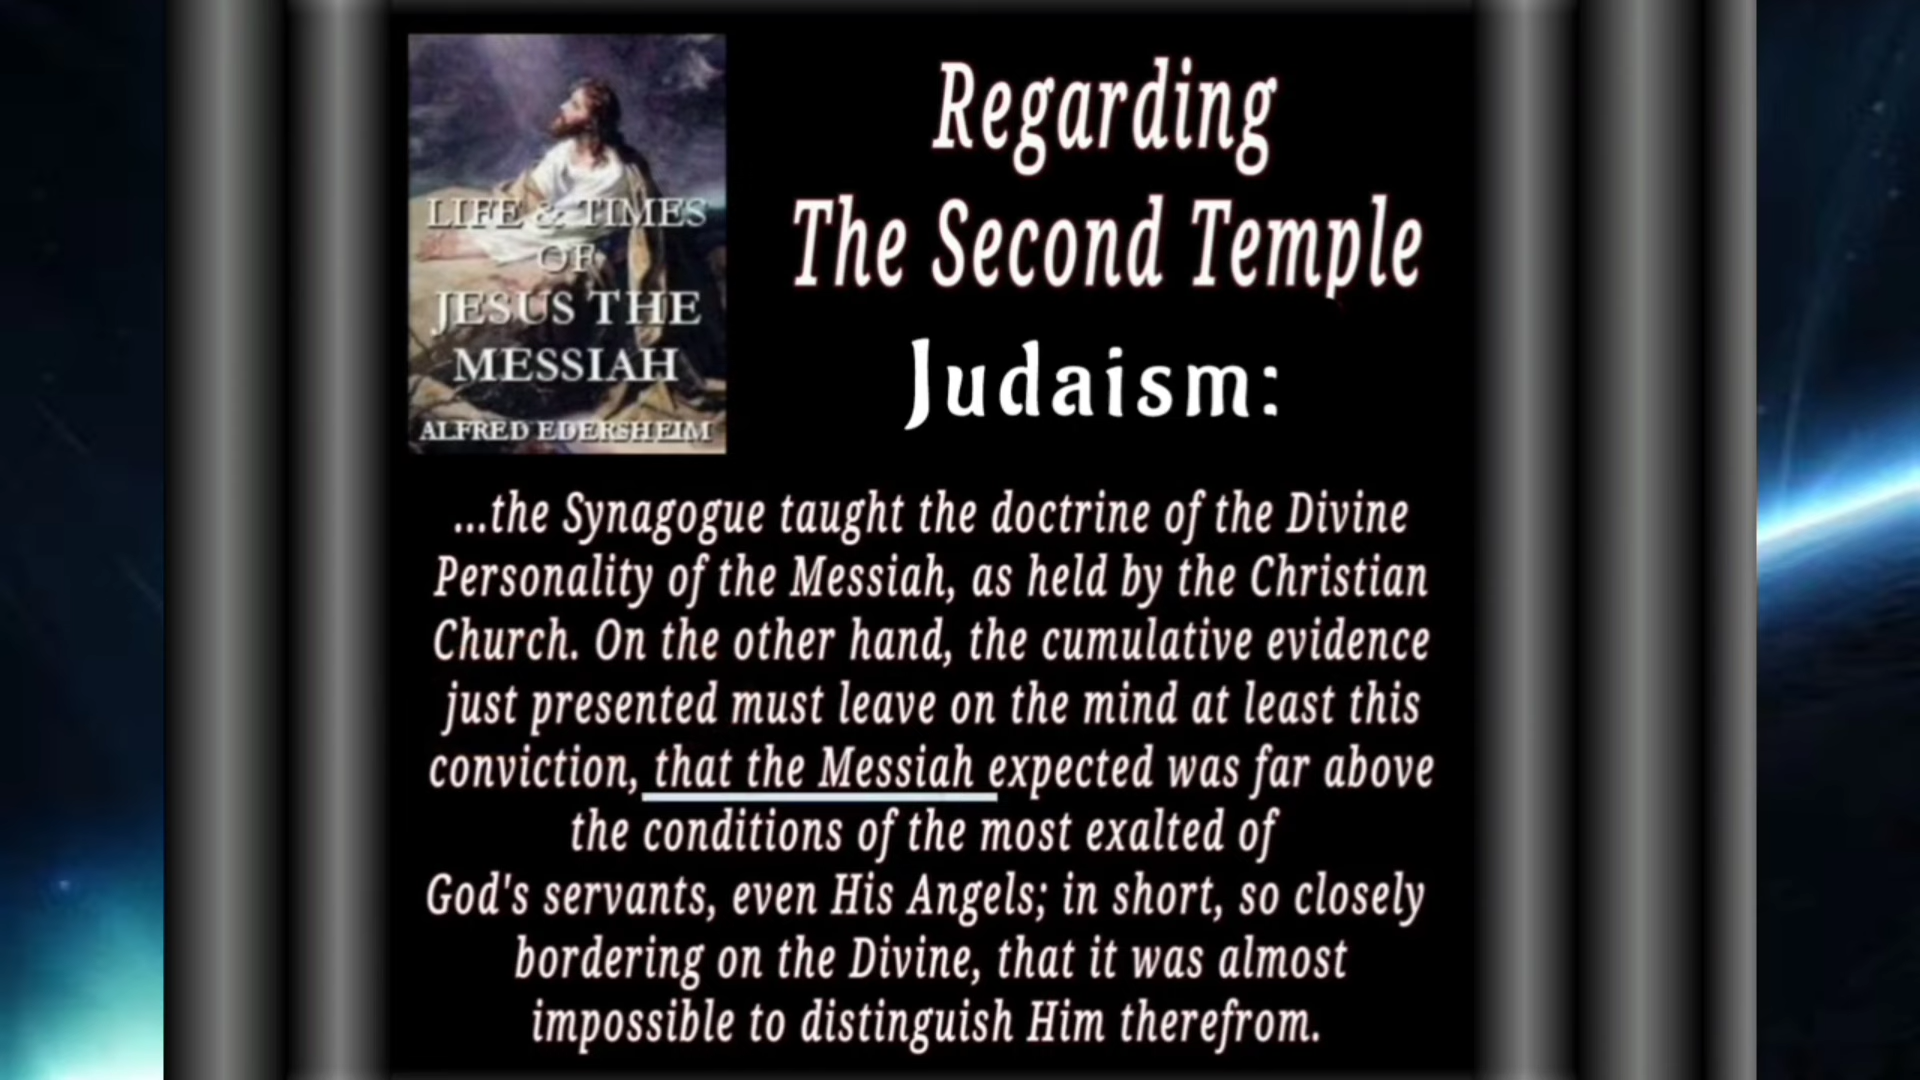 LIFE & TIMES
OF
JESUS THE
MESSIAH
ALFRED EDERSHEIM
Regarding
The Second Temple
Judaism:
...the Synagogue taught the doctrine of the Divine
Personality of the Messiah, as held by the Christian
Church. On the other hand, the cumulative evidence
just presented must leave on the mind at least this
conviction, that the Messiah expected was far above
the conditions of the most exalted of
God's servants, even His Angels; in short, so closely
bordering on the Divine, that it was almost
impossible to distinguish Him therefrom.